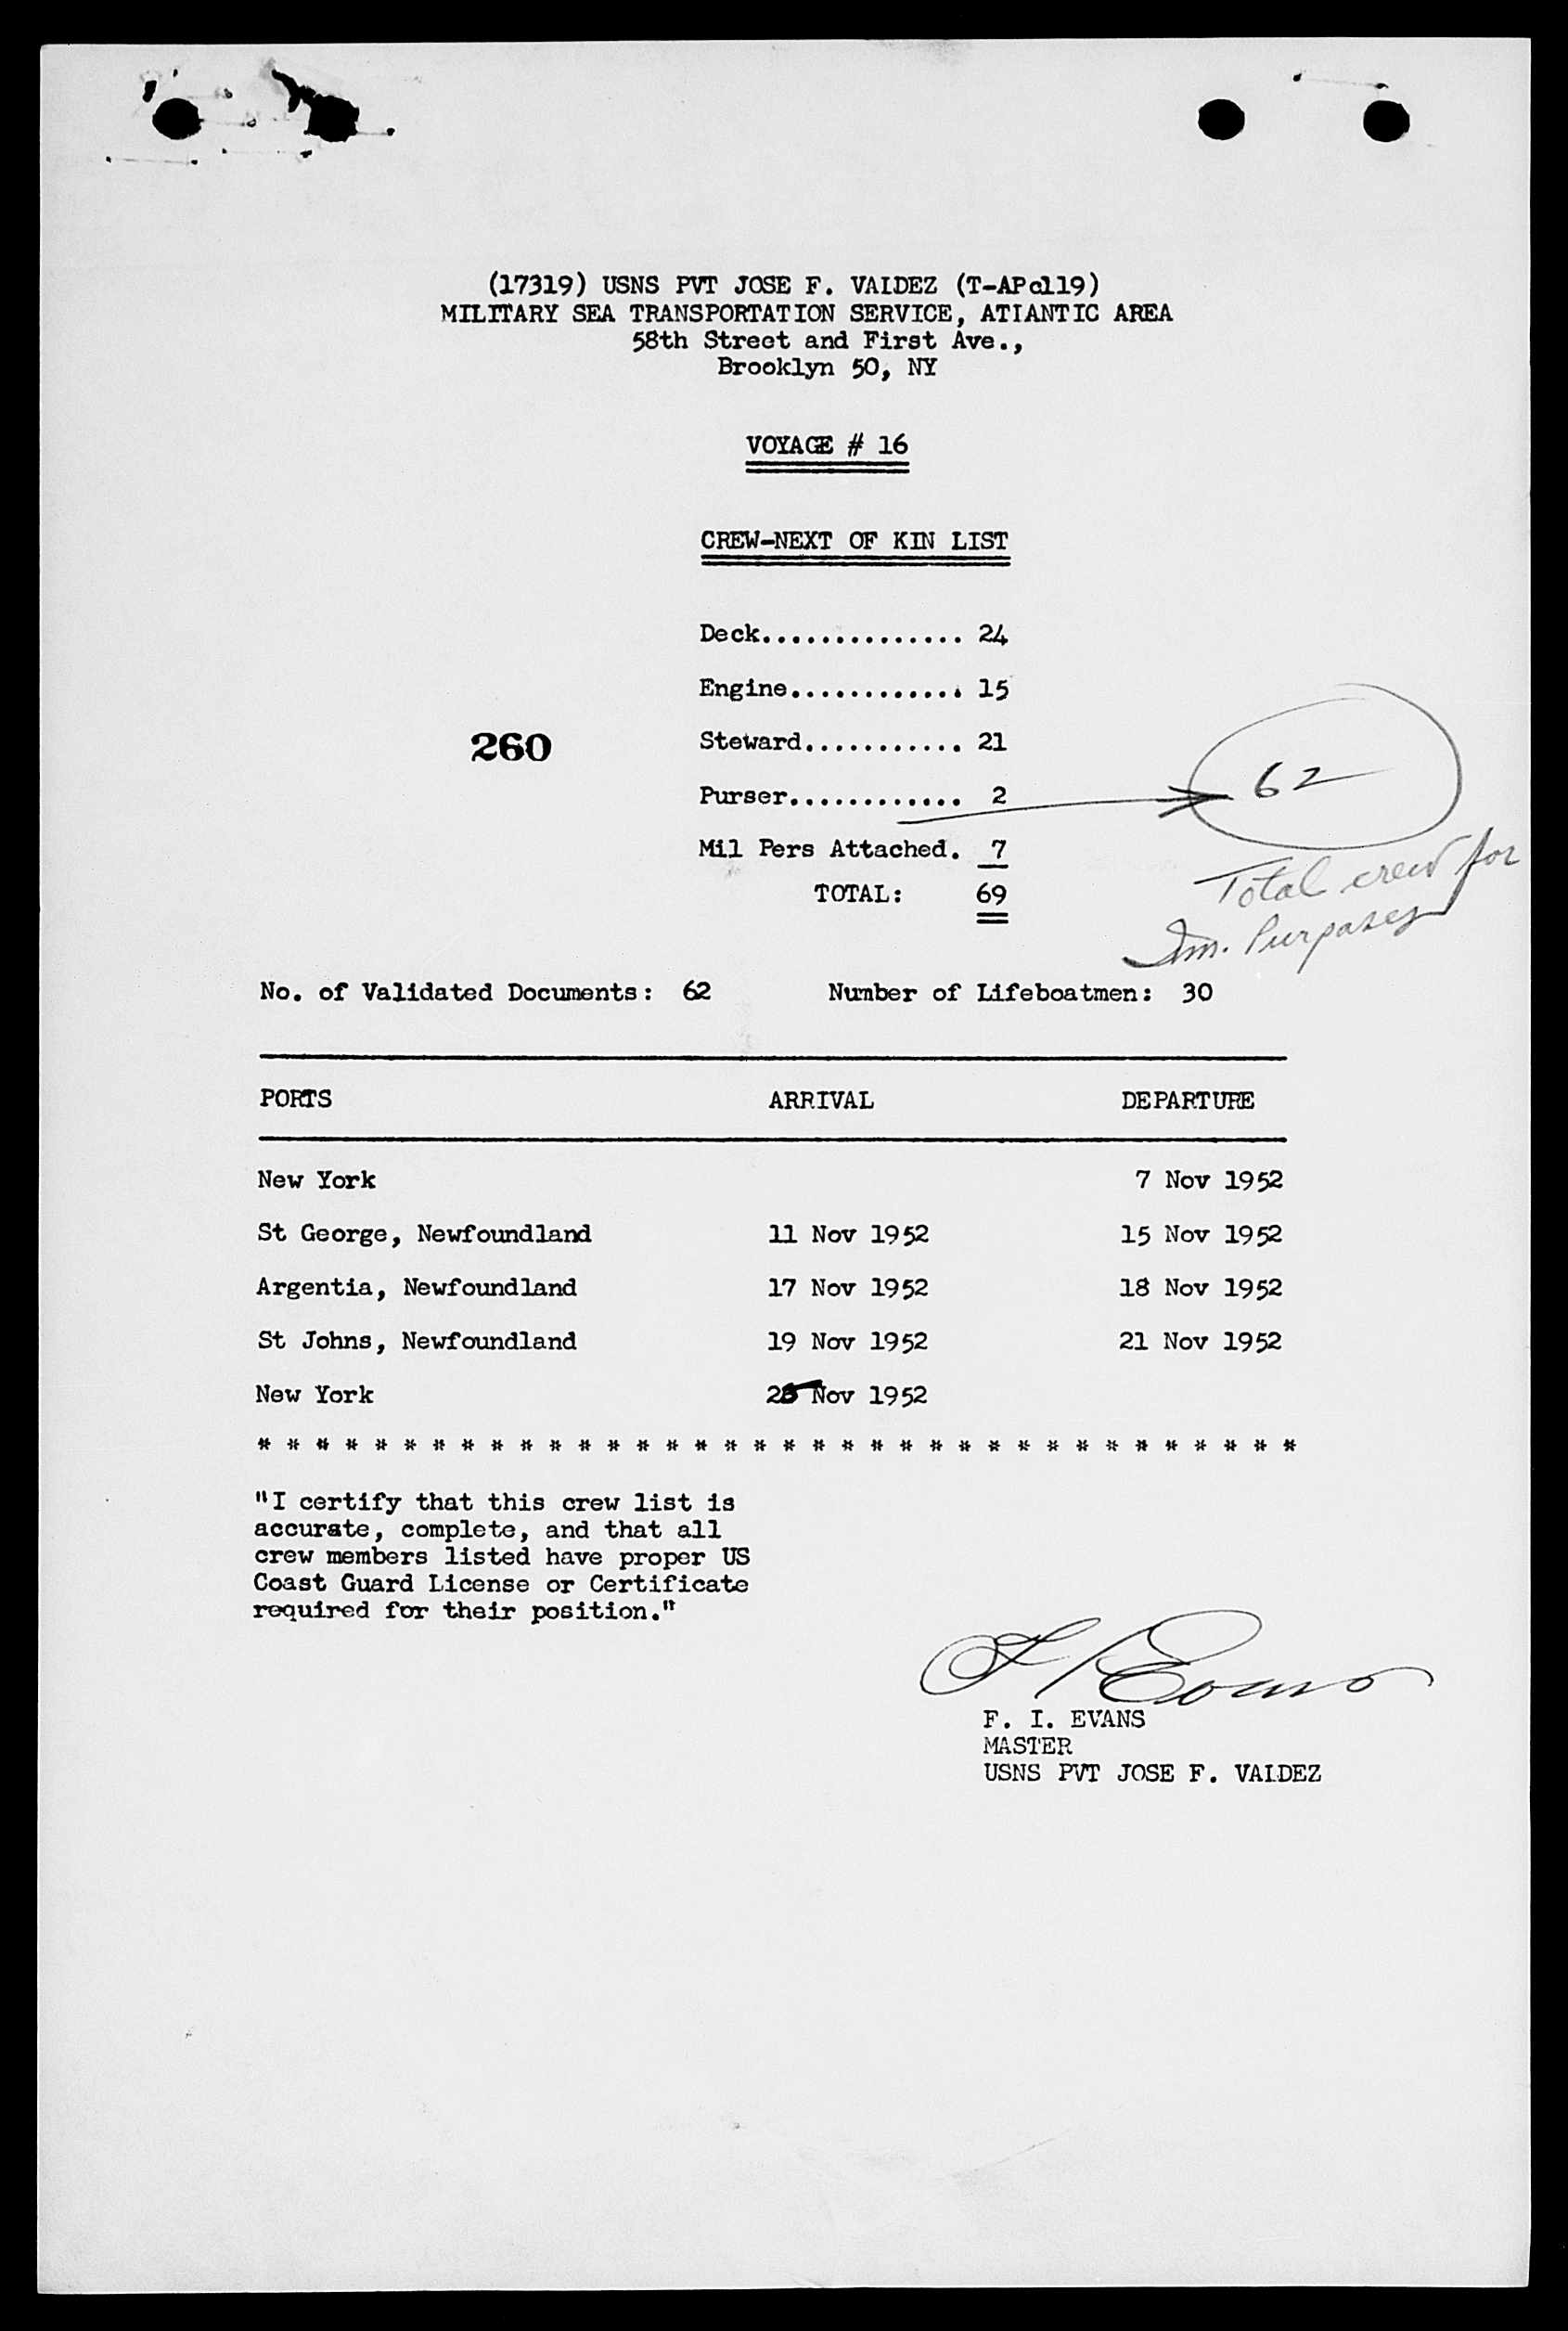 (17319) USNS PVT JOSE F. VALDEZ (T-APc119)
MILITARY SEA TRANSPORTATION SERVICE, ATLANTIC AREA
58th Street and First Ave.,
Brooklyn 50, NY
VOYAGE # 16
CREW-NEXT OF KIN LIST
Deck.............. 24
Engine............ 15
260
Steward........... 21
Purser............ 2
62
Mil Pers Attached. 7
Total crew for
Im. Purposes
TOTAL: 69
No. of Validated Documents: 62 Number of Lifeboatmen: 30
PORTS ARRIVAL DEPARTURE
New York 7 Nov 1952
St George, Newfoundland 11 Nov 1952 15 Nov 1952
Argentia, Newfoundland 17 Nov 1952 18 Nov 1952
St Johns, Newfoundland 19 Nov 1952 21 Nov 1952
New York Nov 1952
* * * * * * * * * * * * * * * * * * * * * * * * * * * * * * * * * * * *
"I certify that this crew list is
accurate, complete, and that all
crew members listed have proper US
Coast Guard License or Certificate
required for their position."
F I Evans
F. I. EVANS
MASTER
USNS PVT JOSE F. VALDEZ